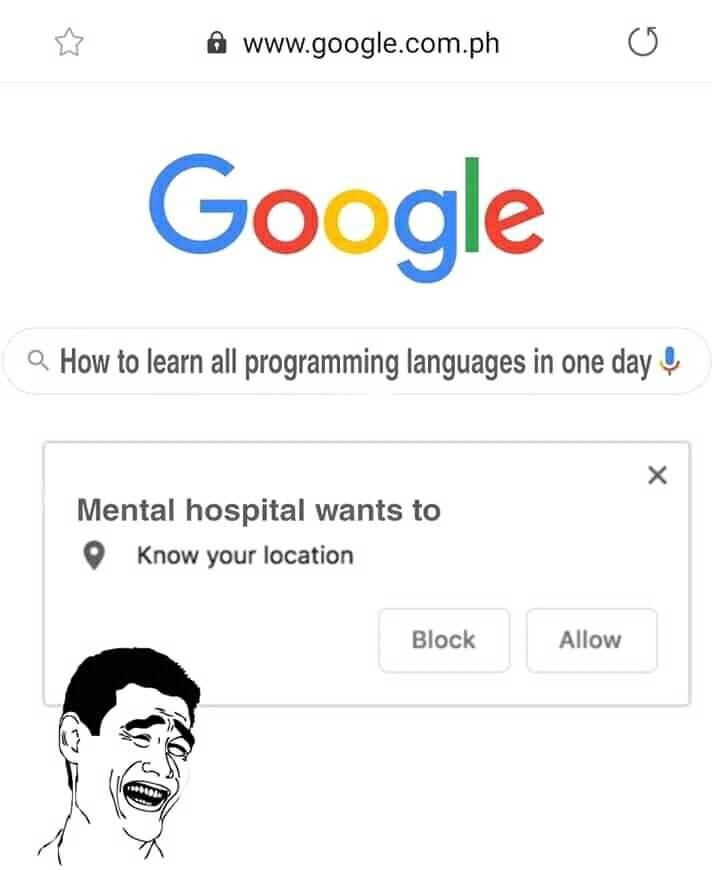 www.google.com.ph
Google
How to learn all programming languages in one day
Mental hospital wants to
Know your location
Block Allow